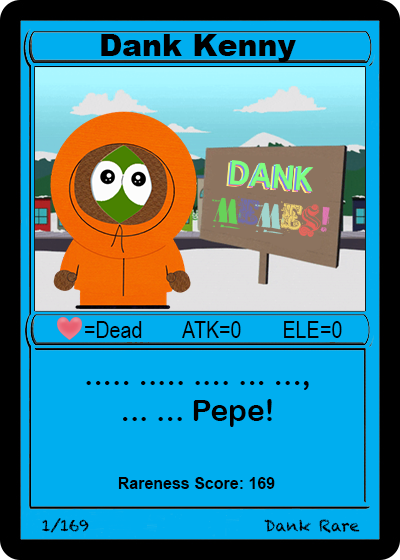 Dank Kenny
DANK
MEMES!
❤=Dead ATK=0 ELE=0
..... ..... .... ... ...,
... ... Pepe!
Rareness Score: 169
1/169 Dank Rare